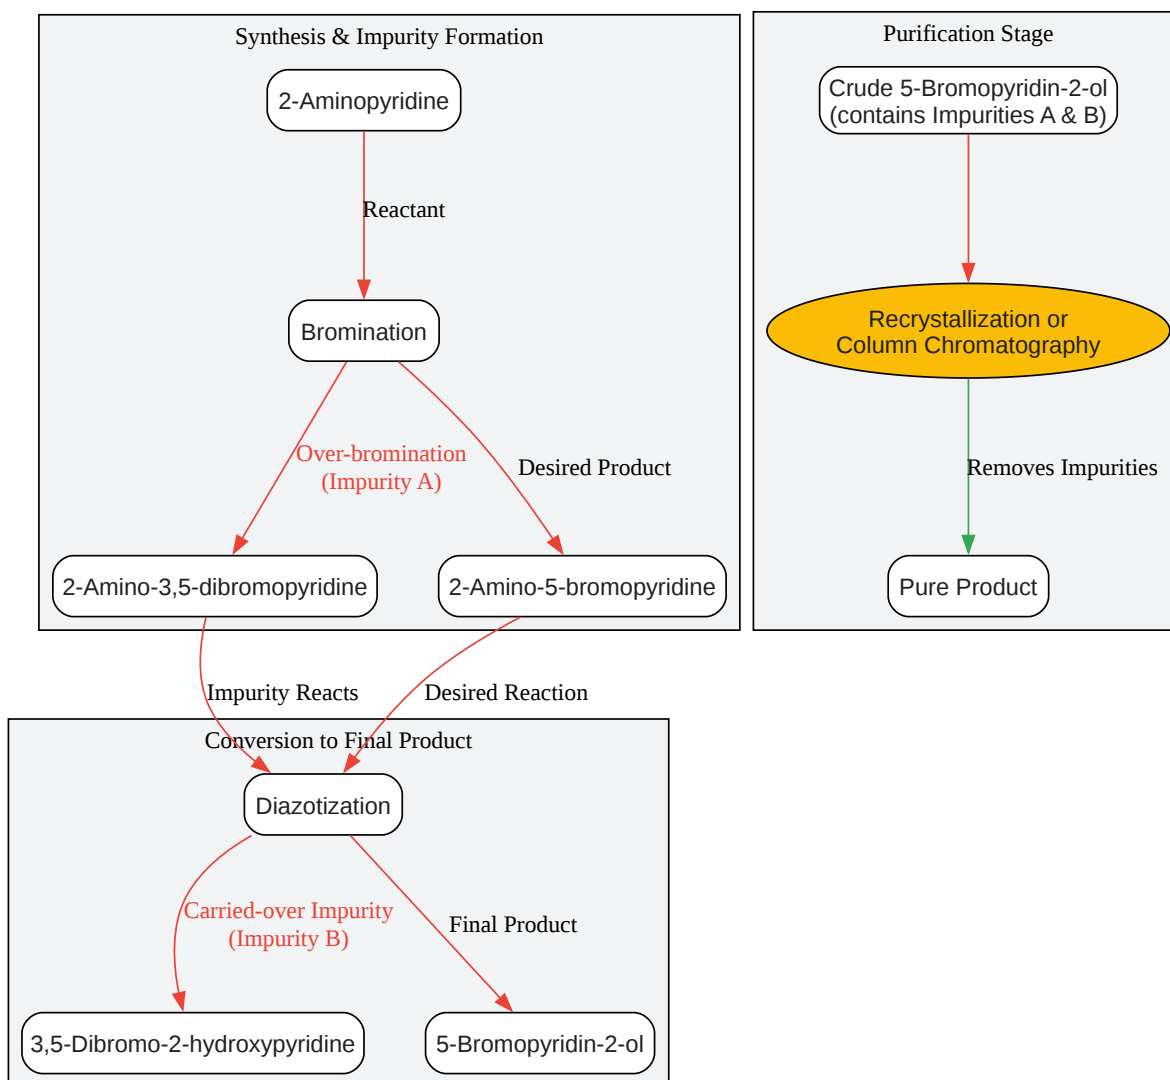 Synthesis & Impurity Formation
2-Aminopyridine
Reactant
Bromination
Over-bromination
(Impurity A)
Desired Product
2-Amino-3,5-dibromopyridine
2-Amino-5-bromopyridine
Impurity Reacts
Desired Reaction
Conversion to Final Product
Diazotization
Carried-over Impurity
(Impurity B)
Final Product
3,5-Dibromo-2-hydroxypyridine
5-Bromopyridin-2-ol
Purification Stage
Crude 5-Bromopyridin-2-ol
(contains Impurities A & B)
Recrystallization or
Column Chromatography
Removes Impurities
Pure Product